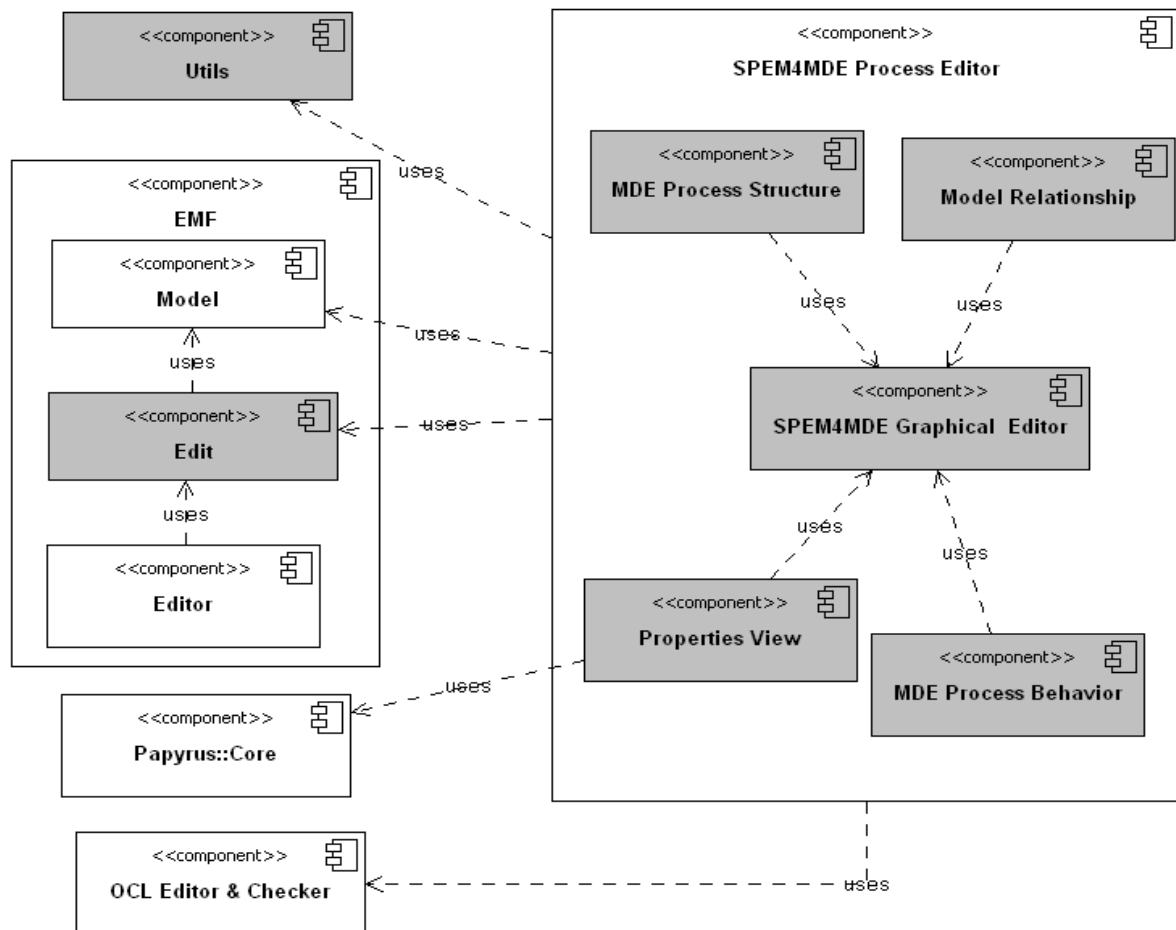 <<component>>
Utils
<<component>>
SPEM4MDE Process Editor
<<component>>
MDE Process Structure
<<component>>
Model Relationship
uses
<<component>>
EMF
<<component>>
Model
uses
uses
uses
uses
<<component>>
Edit
uses
<<component>>
SPEM4MDE Graphical  Editor
uses
<<component>>
Editor
uses
uses
<<component>>
Properties View
<<component>>
MDE Process Behavior
uses
<<component>>
Papyrus::Core
<<component>>
OCL Editor & Checker
uses